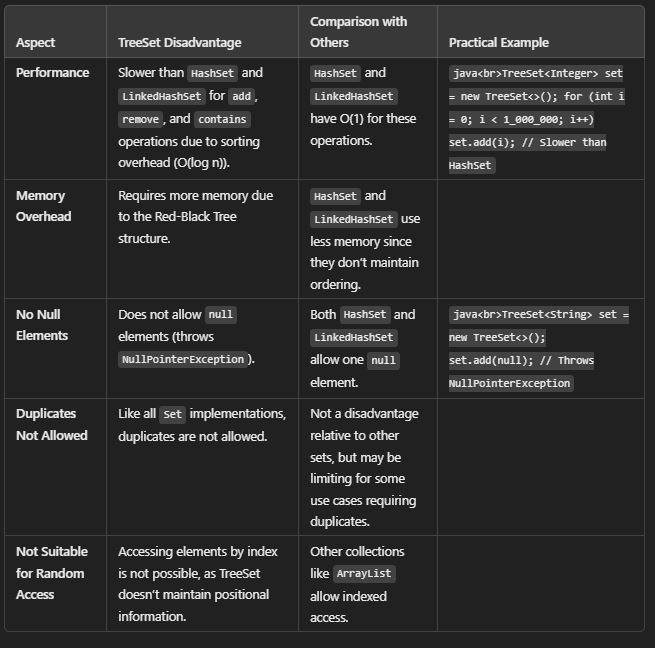 Aspect
TreeSet Disadvantage
Comparison with
Others
Practical Example
Performance
Slower than HashSet and
LinkedHashSet for add,
remove, and contains
operations due to sorting
overhead (O(log n)).
HashSet and
LinkedHashSet
have O(1) for these
operations.
java<br>TreeSet<Integer> set
= new TreeSet<>(); for (int i
= 0; i < 1_000_000; i++)
set.add(i); // Slower than
HashSet
Memory
Overhead
Requires more memory due
to the Red-Black Tree
structure.
HashSet and
LinkedHashSet use
less memory since
they don't maintain
ordering.
No Null
Elements
Does not allow null
elements (throws
NullPointerException).
Both HashSet and
LinkedHashSet
allow one null
element.
java<br>TreeSet<String> set =
new TreeSet<>();
set.add(null); // Throws
NullPointerException
Duplicates
Not Allowed
Like all Set implementations,
duplicates are not allowed.
Not a disadvantage
relative to other
sets, but may be
limiting for some
use cases requiring
duplicates.
Not Suitable
for Random
Access
Accessing elements by index
is not possible, as TreeSet
doesn't maintain positional
information.
Other collections
like ArrayList
allow indexed
access.